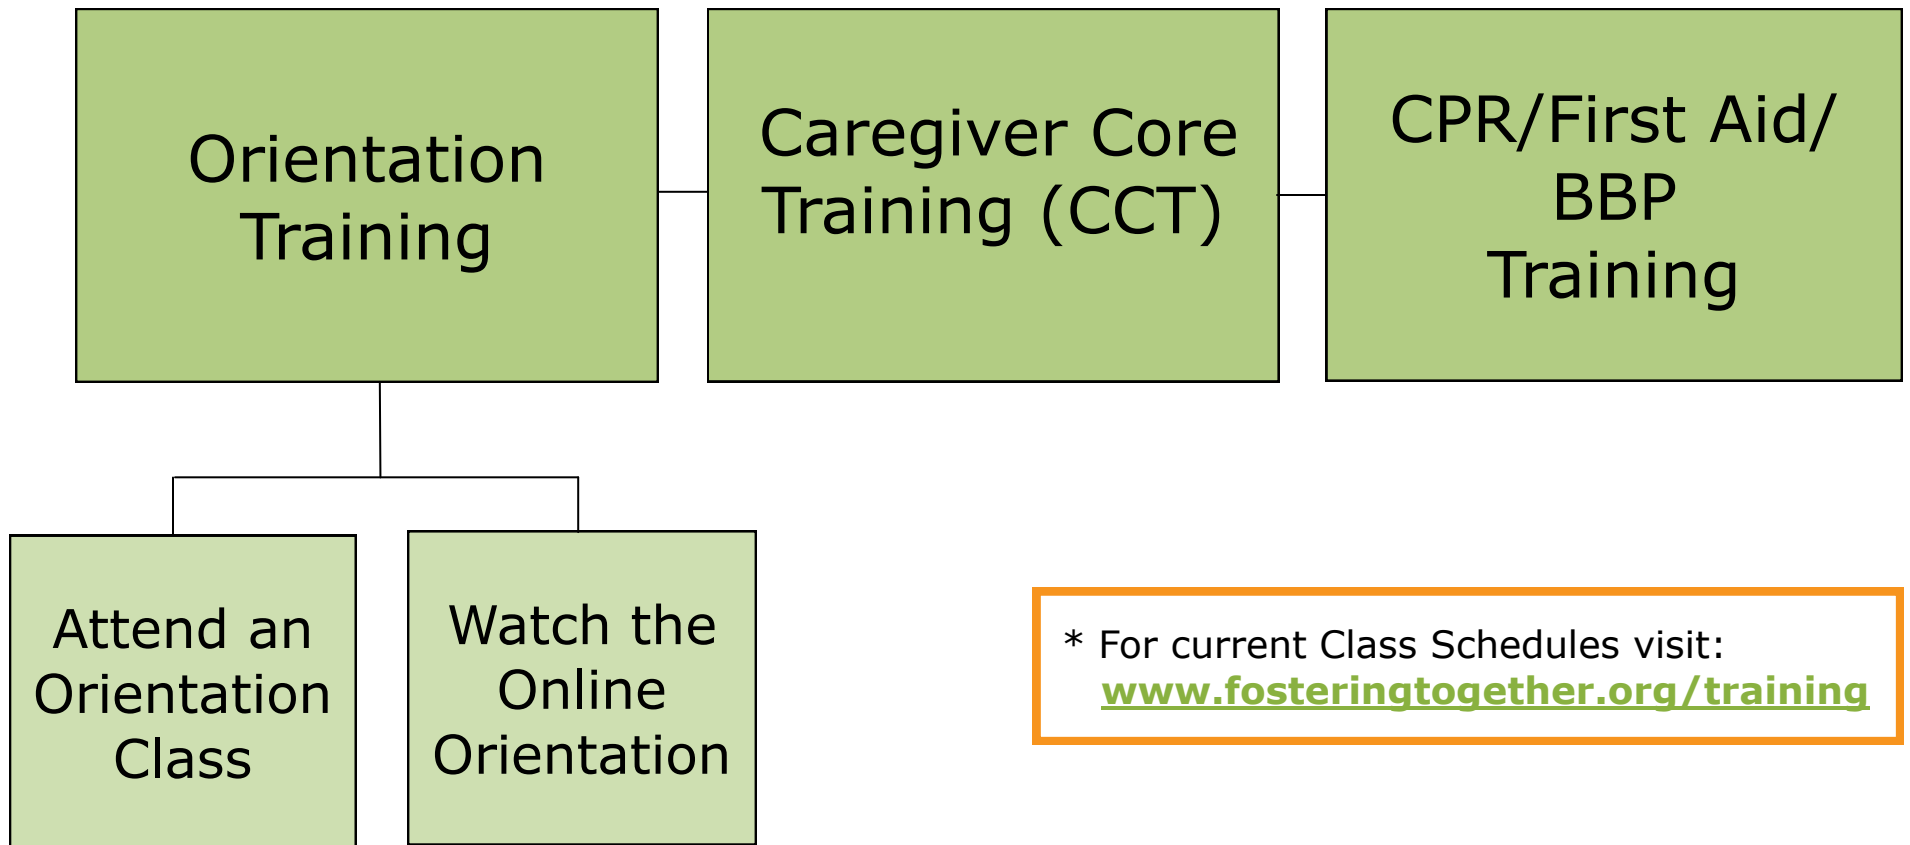 Orientation
Training
Caregiver Core
Training (CCT)
CPR/First Aid/
BBP
Training
Attend an
Orientation
Class
Watch the
Online
Orientation
* For current Class Schedules visit:
www.fosteringtogether.org/training